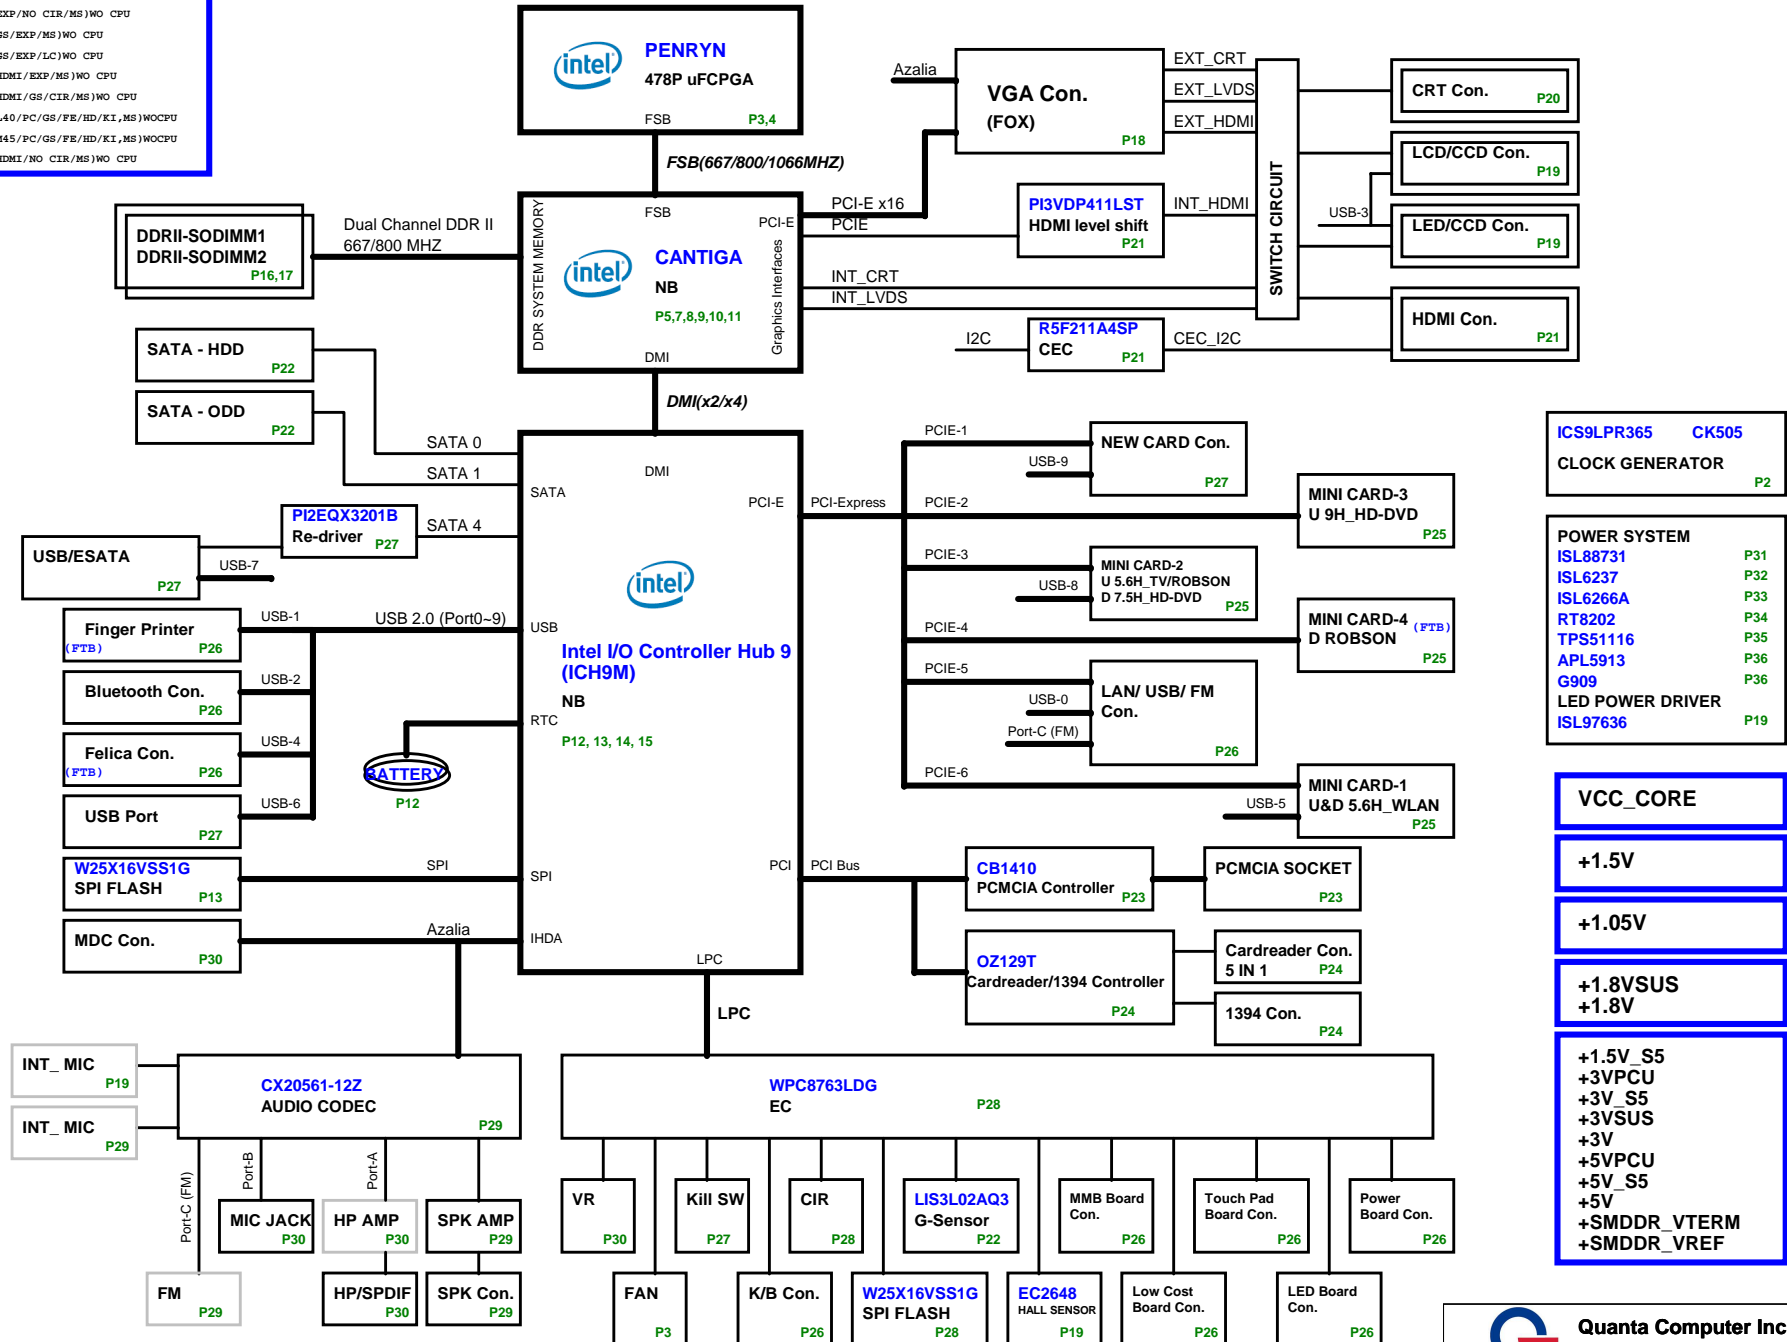 EXP/NO CIR/MS)WO CPU
GS/EXP/MS)WO CPU
GS/EXP/LC)WO CPU
HDMI/EXP/MS)WO CPU
HDMI/GS/CIR/MS)WO CPU
L40/PC/GS/FE/HD/KI,MS)WOCPU
M45/PC/GS/FE/HD/KI,MS)WOCPU
HDMI/NO CIR/MS)WO CPU
intel
PENRYN
478P uFCPGA
FSB
P3,4
FSB(667/800/1066MHZ)
Azalia
VGA Con.
(FOX)
P18
EXT_CRT
EXT_LVDS
EXT_HDMI
SWITCH CIRCUIT
CRT Con.
P20
LCD/CCD Con.
P19
USB-3
LED/CCD Con.
P19
HDMI Con.
P21
DDRII-SODIMM1
DDRII-SODIMM2
P16,17
Dual Channel DDR II
667/800 MHZ
DDR SYSTEM MEMORY
FSB
PCI-E
intel
CANTIGA
NB
P5,7,8,9,10,11
Graphics Interfaces
DMI
PCI-E x16
PCIE
PI3VDP411LST
HDMI level shift
P21
INT_HDMI
INT_CRT
INT_LVDS
I2C
R5F211A4SP
CEC
P21
CEC_I2C
DMI(x2/x4)
SATA - HDD
P22
SATA - ODD
P22
SATA 0
SATA 1
SATA
DMI
PCI-E
PCI-Express
PI2EQX3201B
Re-driver
P27
SATA 4
USB/ESATA
P27
USB-7
Finger Printer
(FTB)
P26
USB-1
USB 2.0 (Port0~9)
USB
Bluetooth Con.
P26
USB-2
Felica Con.
(FTB)
P26
USB-4
USB Port
P27
USB-6
intel
Intel I/O Controller Hub 9
(ICH9M)
NB
P12, 13, 14, 15
RTC
BATTERY
P12
W25X16VSS1G
SPI FLASH
P13
SPI
SPI
MDC Con.
P30
Azalia
IHDA
LPC
LPC
PCI
PCI Bus
PCIE-1
NEW CARD Con.
P27
USB-9
PCIE-2
MINI CARD-3
U 9H_HD-DVD
P25
PCIE-3
MINI CARD-2
U 5.6H_TV/ROBSON
D 7.5H_HD-DVD
P25
USB-8
PCIE-4
MINI CARD-4
(FTB)
D ROBSON
P25
PCIE-5
LAN/ USB/ FM
Con.
P26
USB-0
Port-C (FM)
PCIE-6
MINI CARD-1
U&D 5.6H_WLAN
P25
USB-5
CB1410
PCMCIA Controller
P23
PCMCIA SOCKET
P23
OZ129T
Cardreader/1394 Controller
P24
Cardreader Con.
5 IN 1
P24
1394 Con.
P24
ICS9LPR365 CK505
CLOCK GENERATOR
P2
POWER SYSTEM
ISL88731 P31
ISL6237 P32
ISL6266A P33
RT8202 P34
TPS51116 P35
APL5913 P36
G909 P36
LED POWER DRIVER
ISL97636 P19
VCC_CORE
+1.5V
+1.05V
+1.8VSUS
+1.8V
+1.5V_S5
+3VPCU
+3V_S5
+3VSUS
+3V
+5VPCU
+5V_S5
+5V
+SMDDR_VTERM
+SMDDR_VREF
INT_ MIC
P19
INT_ MIC
P29
CX20561-12Z
AUDIO CODEC
P29
Port-C (FM)
Port-B
Port-A
MIC JACK
P30
HP AMP
P30
SPK AMP
P29
FM
P29
HP/SPDIF
P30
SPK Con.
P29
WPC8763LDG
EC
P28
VR
P30
Kill SW
P27
CIR
P28
LIS3L02AQ3
G-Sensor
P22
MMB Board
Con.
P26
Touch Pad
Board Con.
P26
Power
Board Con.
P26
FAN
P3
K/B Con.
P26
W25X16VSS1G
SPI FLASH
P28
EC2648
HALL SENSOR
P19
Low Cost
Board Con.
P26
LED Board
Con.
P26
Quanta Computer Inc